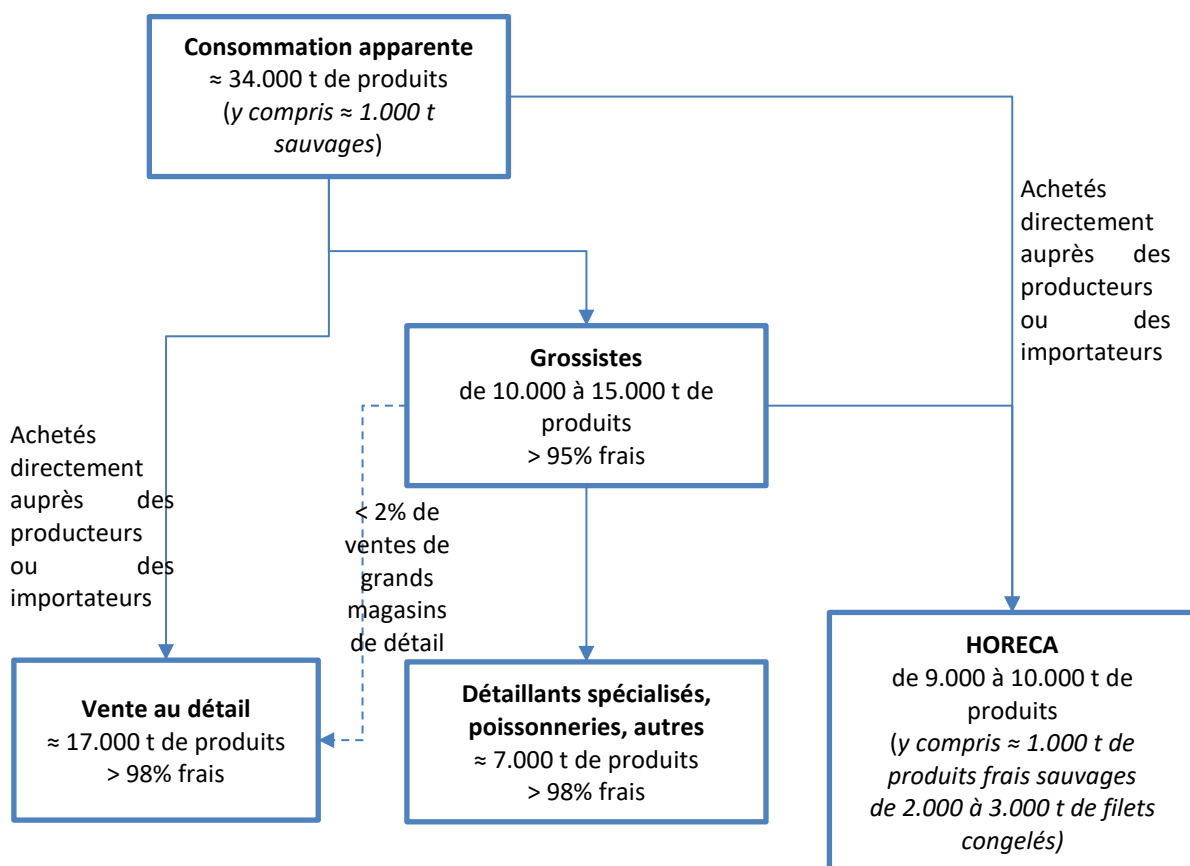 Consommation apparente
≈ 34.000 t de produits
(y compris ≈ 1.000 t
sauvages)
Achetés
directement
auprès des
producteurs
ou des
importateurs
Grossistes
de 10.000 à 15.000 t de
produits
> 95% frais
Achetés
directement
auprès des
producteurs
ou des
importateurs
< 2% de
ventes de
grands
magasins
de détail
Vente au détail
≈ 17.000 t de produits
> 98% frais
Détaillants spécialisés,
poissonneries, autres
≈ 7.000 t de produits
> 98% frais
HORECA
de 9.000 à 10.000 t de
produits
(y compris ≈ 1.000 t de
produits frais sauvages
de 2.000 à 3.000 t de filets
congelés)